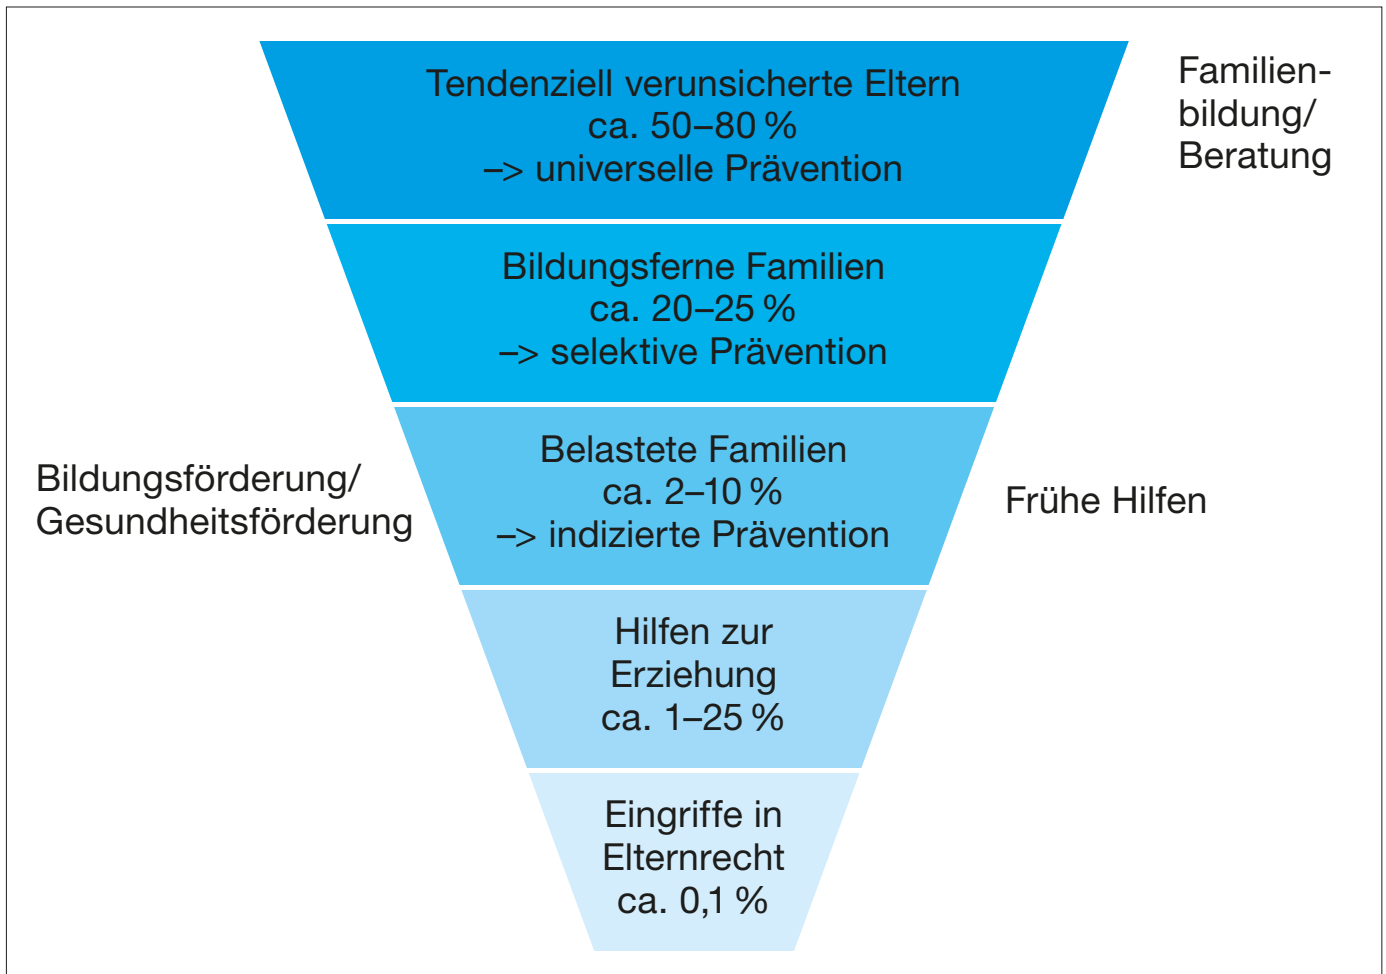 Tendenziell verunsicherte Eltern
ca. 50–80 %
–> universelle Prävention
Familien-
bildung/
Beratung
Bildungsferne Familien
ca. 20–25 %
–> selektive Prävention
Bildungsförderung/
Gesundheitsförderung
Belastete Familien
ca. 2–10 %
–> indizierte Prävention
Frühe Hilfen
Hilfen zur
Erziehung
ca. 1–25 %
Eingriffe in
Elternrecht
ca. 0,1 %